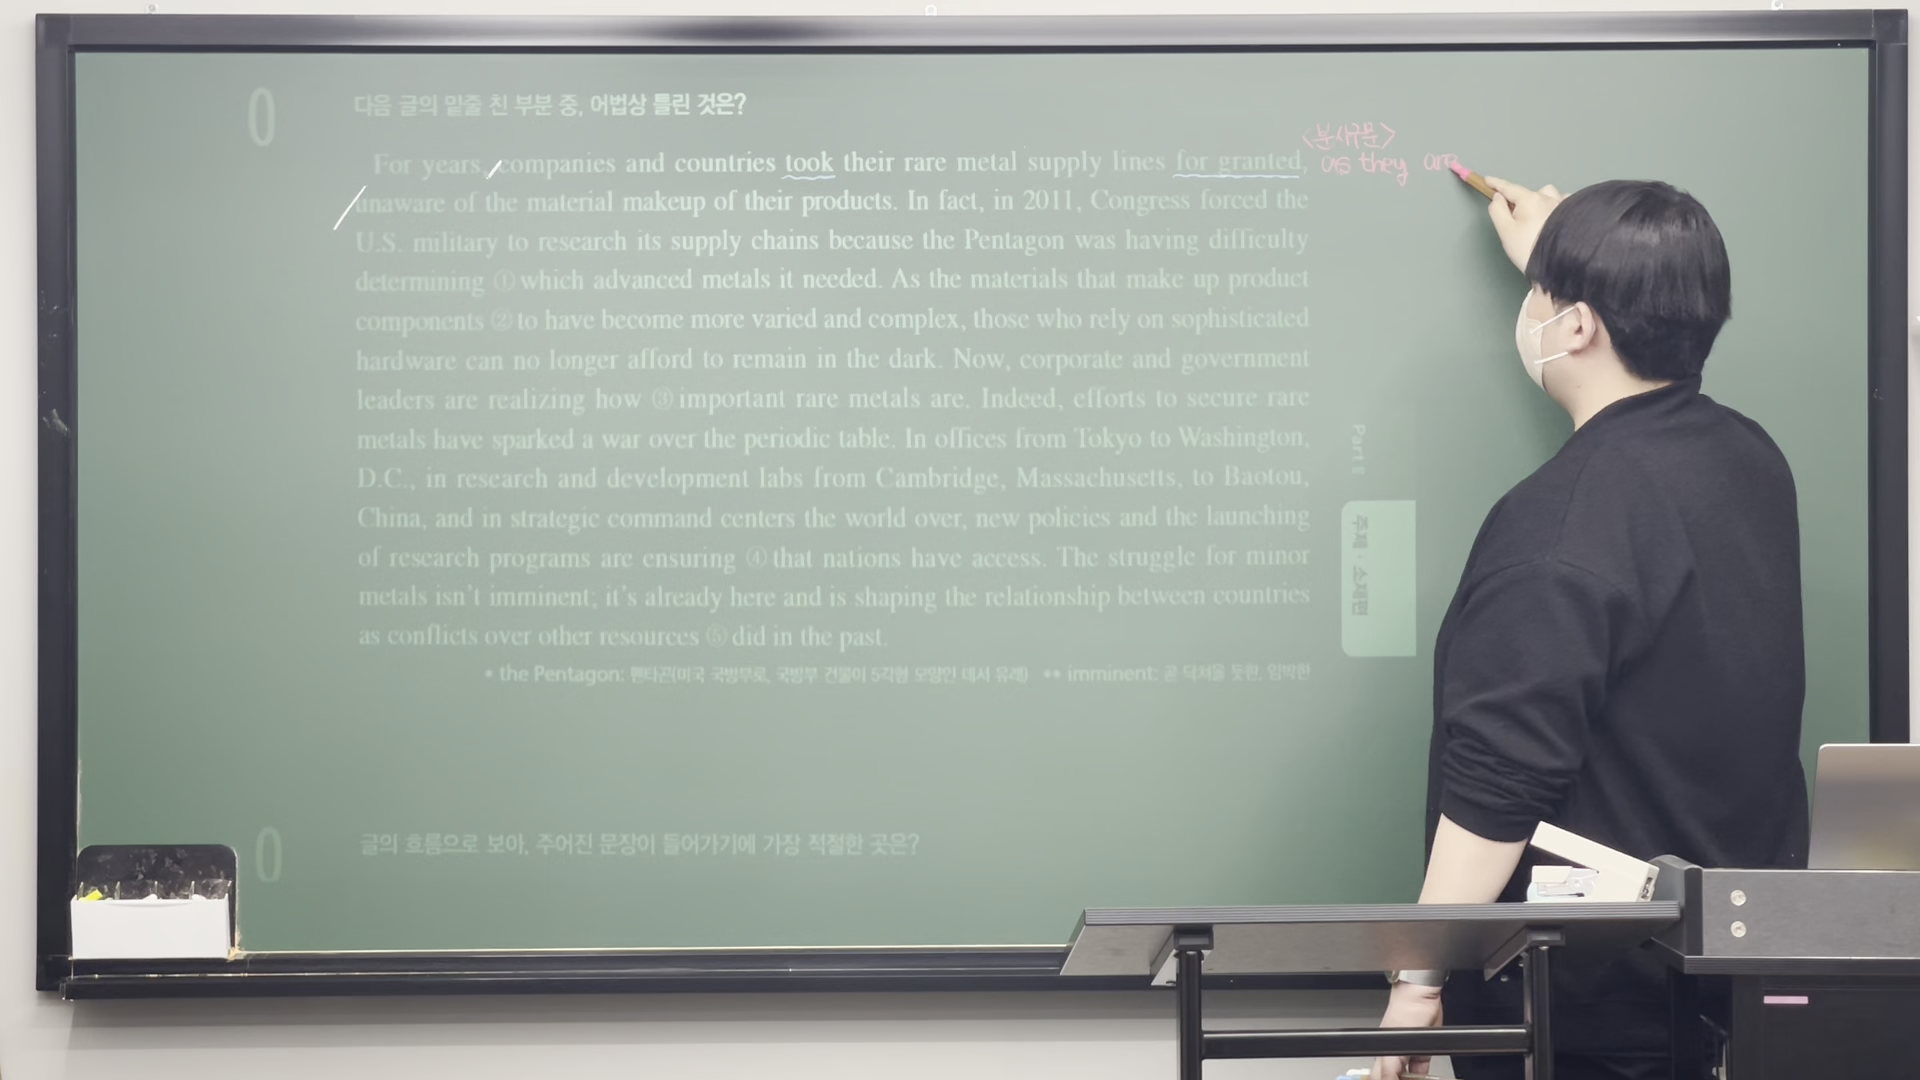 0
다음 글의 밑줄 친 부분 중, 어법상 틀린 것은?
<분사구문>
For years, companies and countries took their rare metal supply lines for granted, as they are
unaware of the material makeup of their products. In fact, in 2011, Congress forced the
U.S. military to research its supply chains because the Pentagon was having difficulty
determining ① which advanced metals it needed. As the materials that make up product
components ② to have become more varied and complex, those who rely on sophisticated
hardware can no longer afford to remain in the dark. Now, corporate and government
leaders are realizing how ③ important rare metals are. Indeed, efforts to secure rare
metals have sparked a war over the periodic table. In offices from Tokyo to Washington,
D.C., in research and development labs from Cambridge, Massachusetts, to Baotou,
China, and in strategic command centers the world over, new policies and the launching
of research programs are ensuring ④ that nations have access. The struggle for minor
metals isn't imminent; it's already here and is shaping the relationship between countries
as conflicts over other resources ⑤ did in the past.
* the Pentagon: 펜타곤(미국 국방부로, 국방부 건물이 5각형 모양인 데서 유래) ** imminent: 곧 닥쳐올 듯한, 임박한
Part II
주제·소재편
0
글의 흐름으로 보아, 주어진 문장이 들어가기에 가장 적절한 곳은?